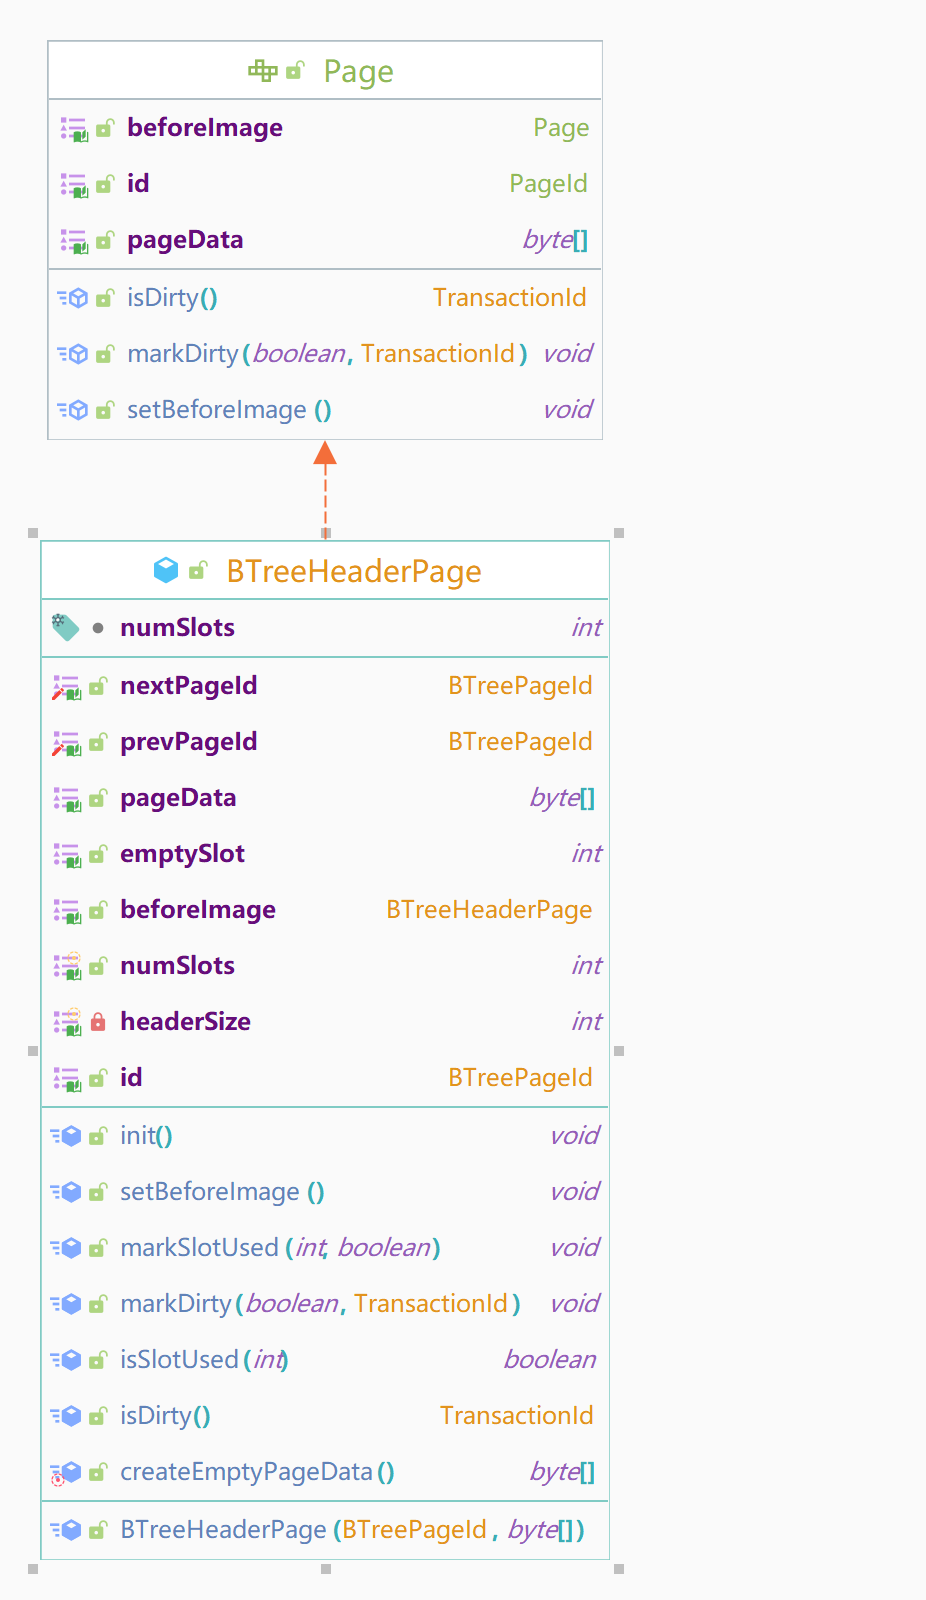 Page
beforeImage Page
id PageId
pageData byte[]
isDirty() TransactionId
markDirty(boolean, TransactionId) void
setBeforeImage() void
BTreeHeaderPage
numSlots int
nextPageId BTreePageId
prevPageId BTreePageId
pageData byte[]
emptySlot int
beforeImage BTreeHeaderPage
numSlots int
headerSize int
id BTreePageId
init() void
setBeforeImage() void
markSlotUsed(int, boolean) void
markDirty(boolean, TransactionId) void
isSlotUsed(int) boolean
isDirty() TransactionId
createEmptyPageData() byte[]
BTreeHeaderPage(BTreePageId, byte[])